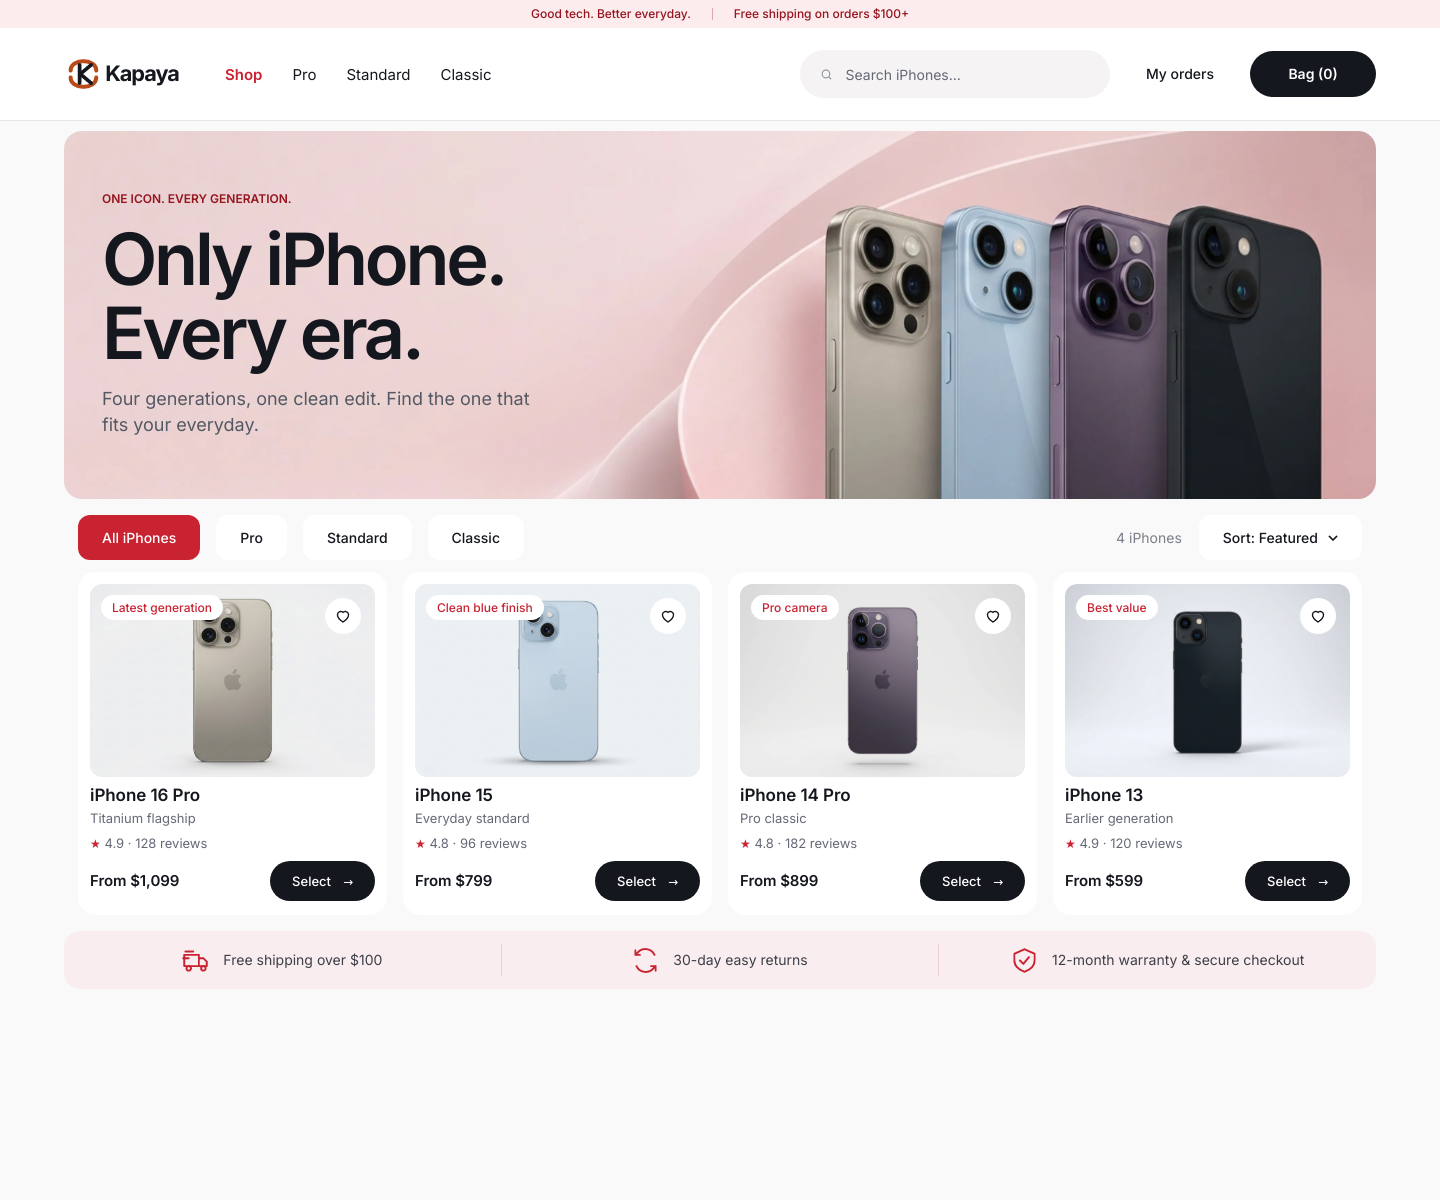 Good tech. Better everyday.
Free shipping on orders $100+
Kapaya
Shop
Pro
Standard
Classic
Search iPhones...
My orders
Bag (0)
ONE ICON. EVERY GENERATION.
Only iPhone.
Every era.
Four generations, one clean edit. Find the one that
fits your everyday.
All iPhones
Pro
Standard
Classic
4 iPhones
Sort: Featured
Latest generation
iPhone 16 Pro
Titanium flagship
★ 4.9 · 128 reviews
From $1,099
Select →
Clean blue finish
iPhone 15
Everyday standard
★ 4.8 · 96 reviews
From $799
Select →
Pro camera
iPhone 14 Pro
Pro classic
★ 4.8 · 182 reviews
From $899
Select →
Best value
iPhone 13
Earlier generation
★ 4.9 · 120 reviews
From $599
Select →
Free shipping over $100
30-day easy returns
12-month warranty & secure checkout